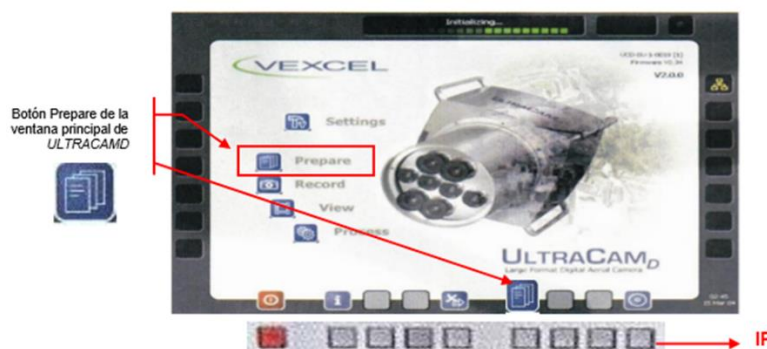 Initializing...
VEXCEL
V2.0.0
Botón Prepare de la
ventana principal de
ULTRACAMD
Settings
Prepare
Record
View
Process
ULTRACAMD
Large Format Digital Aerial Camera
IP